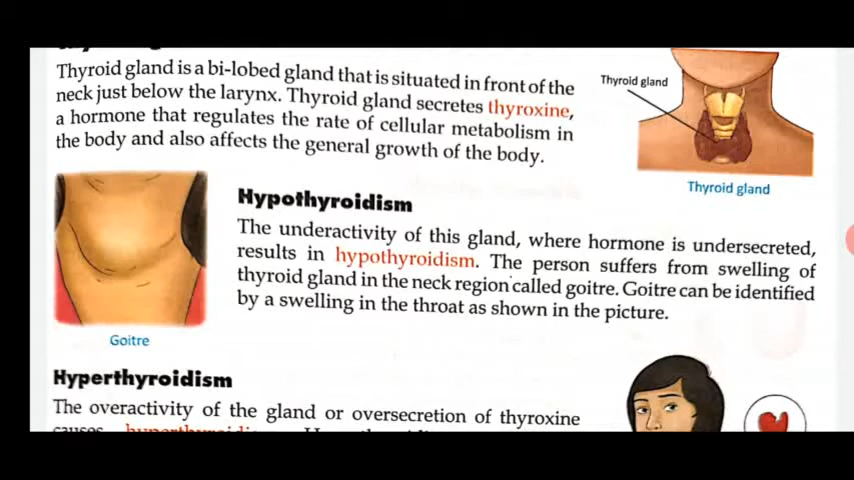 Thyroid gland is a bi-lobed gland that is situated in front of the
neck just below the larynx. Thyroid gland secretes thyroxine,
a hormone that regulates the rate of cellular metabolism in
the body and also affects the general growth of the body.
Thyroid gland
Thyroid gland
Hypothyroidism
The underactivity of this gland, where hormone is undersecreted,
results in hypothyroidism. The person suffers from swelling of
thyroid gland in the neck region called goitre. Goitre can be identified
by a swelling in the throat as shown in the picture.
Goitre
Hyperthyroidism
The overactivity of the gland or oversecretion of thyroxine
causes